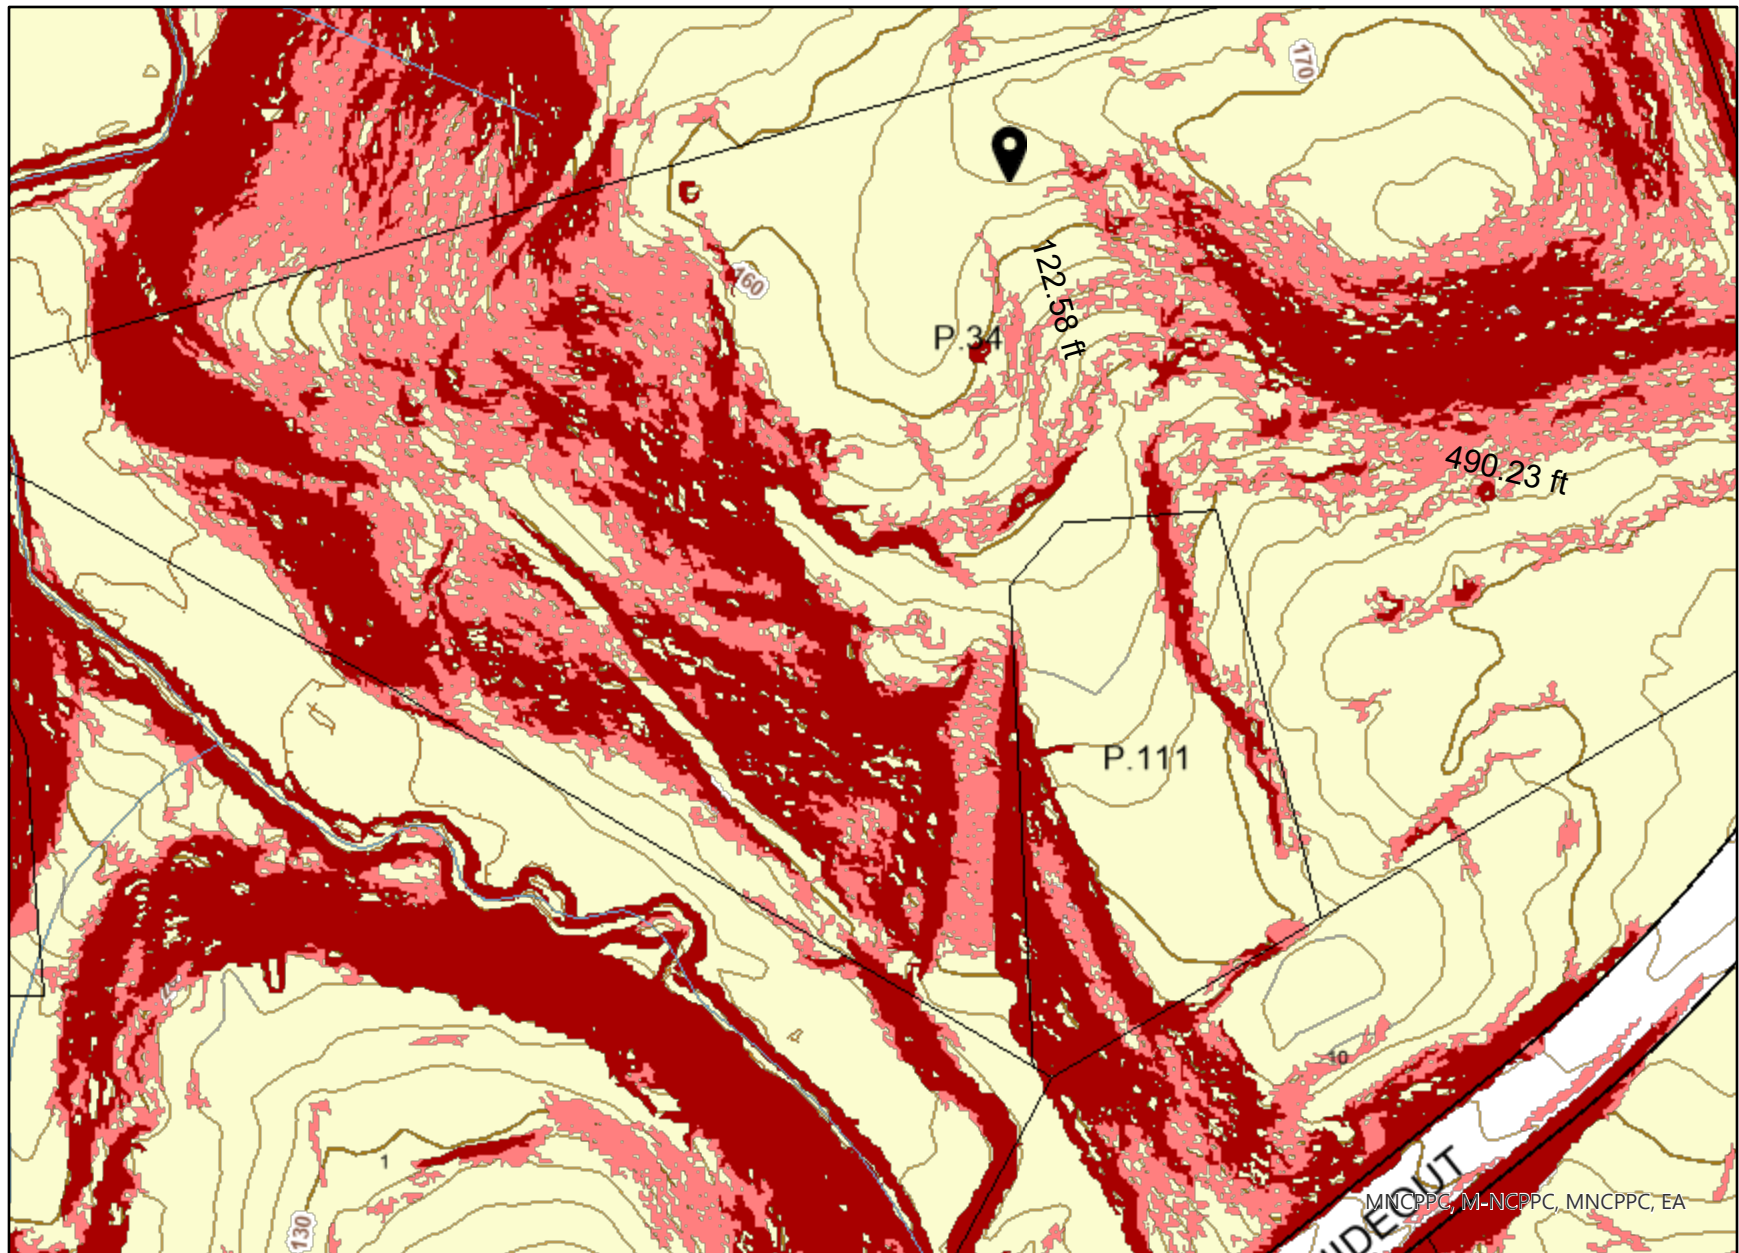 170
160
122.58 ft
P.34
490.23 ft
P.111
10
1
130
MNCPPC, M-NCPPC, MNCPPC, EA